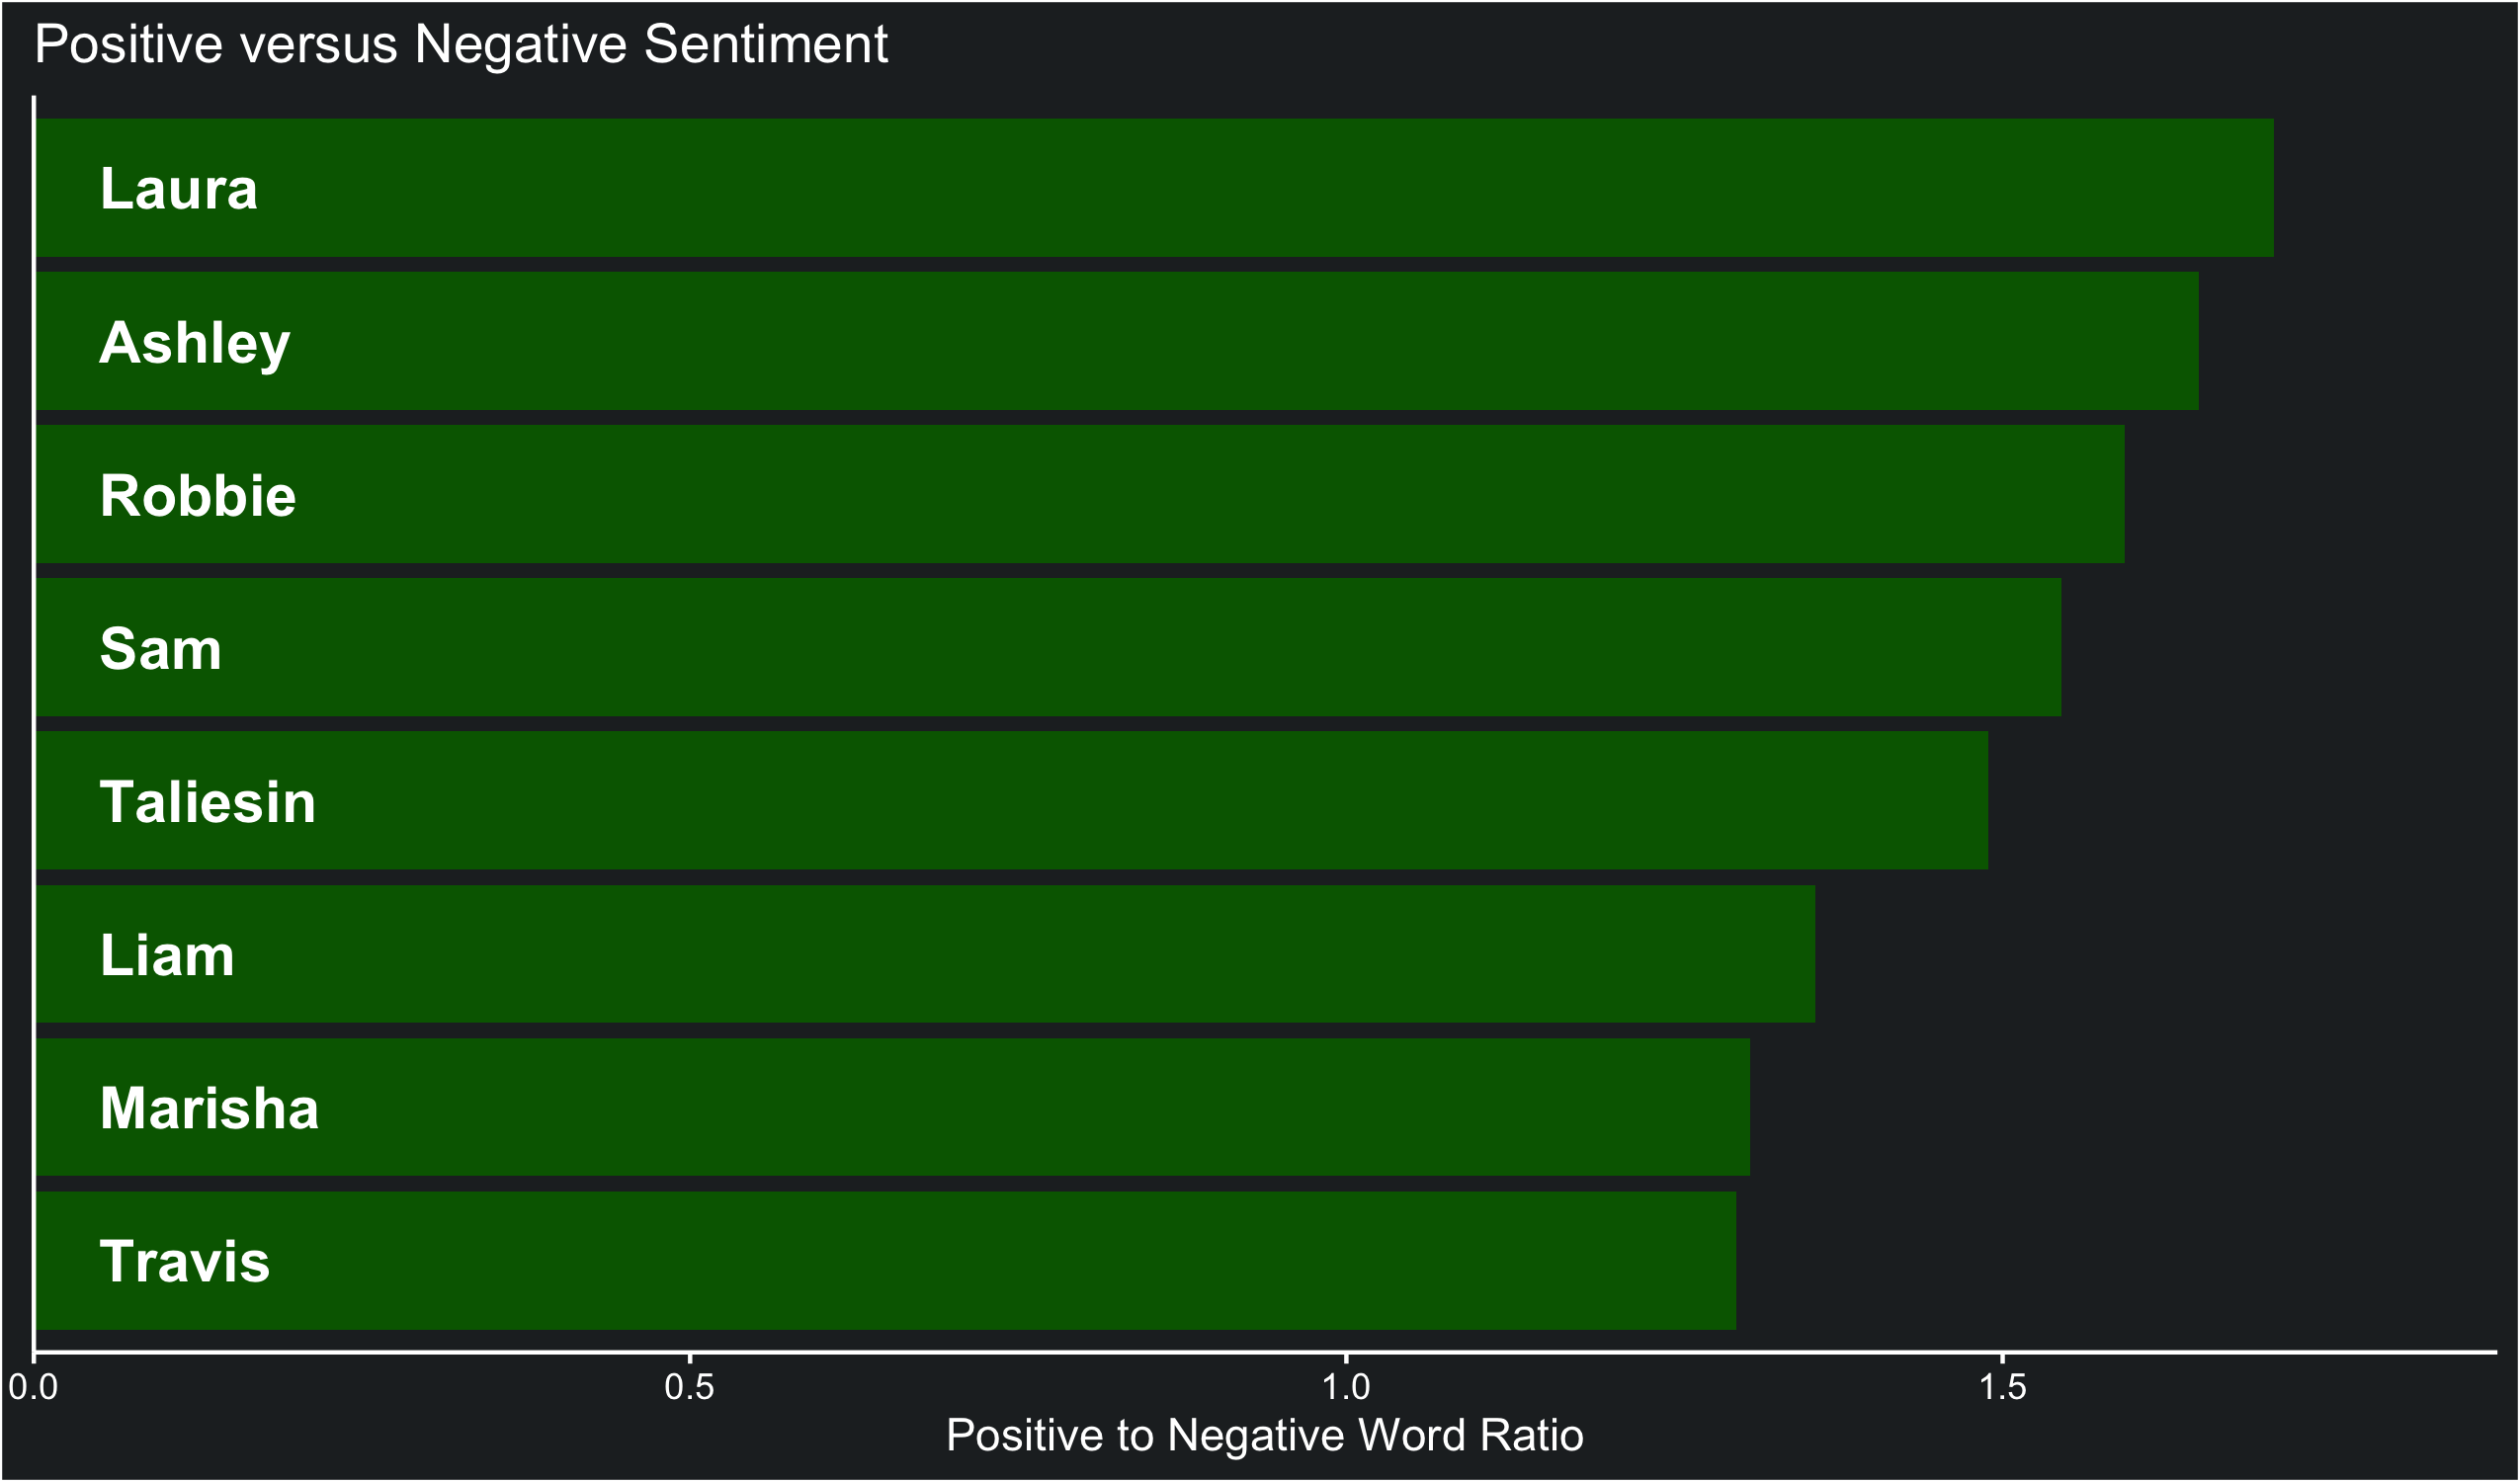 Positive versus Negative Sentiment
Laura
Ashley
Robbie
Sam
Taliesin
Liam
Marisha
Travis
0.0 0.5 1.0 1.5
Positive to Negative Word Ratio